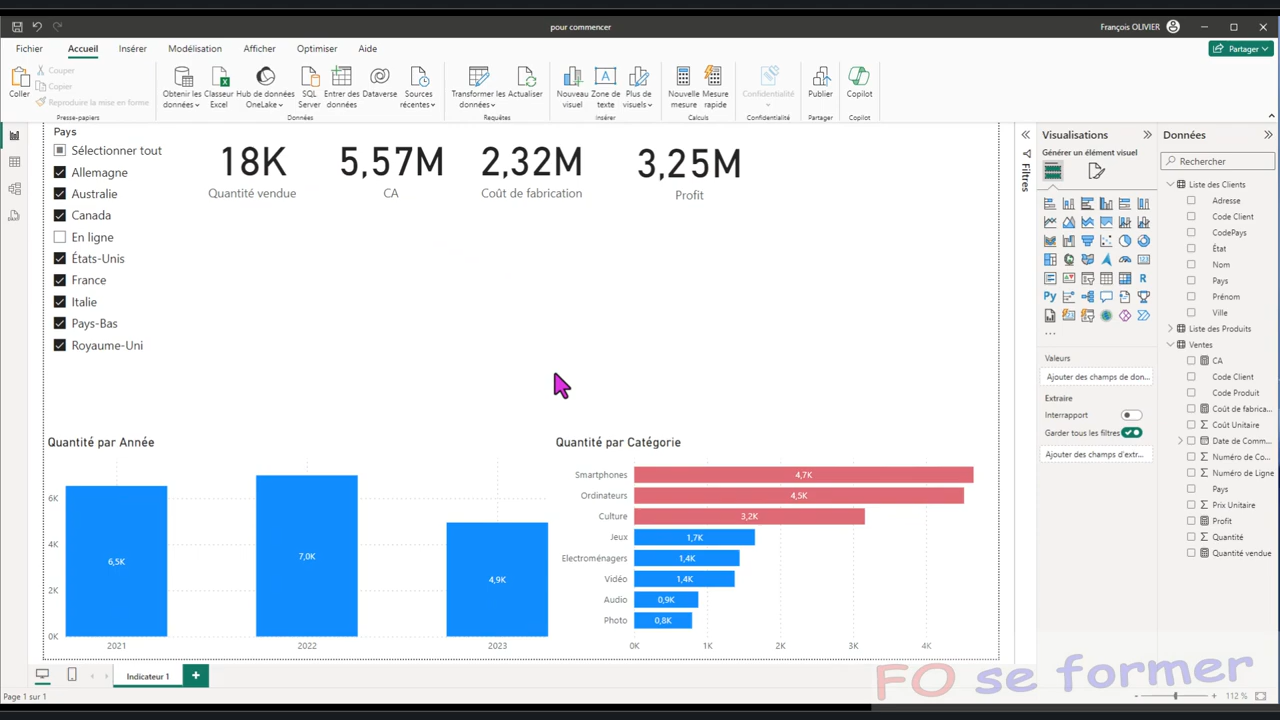 pour commencer
François OLIVIER
Fichier Accueil Insérer Modélisation Afficher Optimiser Aide
Partager
Coller
Couper
Copier
Reproduire la mise en forme
Presse-papiers
Obtenir les données
Classeur Excel
Hub de données OneLake
SQL Server
Entrer des données
Dataverse
Sources récentes
Données
Transformer les données
Actualiser
Requêtes
Nouveau visuel
Zone de texte
Plus de visuels
Insérer
Nouvelle mesure
Mesure rapide
Calculs
Confidentialité
Confidentialité
Publier
Partager
Copilot
Copilot
Pays
Sélectionner tout
Allemagne
Australie
Canada
En ligne
États-Unis
France
Italie
Pays-Bas
Royaume-Uni
18K
Quantité vendue
5,57M
CA
2,32M
Coût de fabrication
3,25M
Profit
Quantité par Année
6K
4K
2K
0K
6,5K
7,0K
4,9K
2021 2022 2023
Quantité par Catégorie
Smartphones 4,7K
Ordinateurs 4,5K
Culture 3,2K
Jeux 1,7K
Electroménagers 1,4K
Vidéo 1,4K
Audio 0,9K
Photo 0,8K
0K 1K 2K 3K 4K
Filtres
Visualisations
Générer un élément visuel
Py
R
123
...
Valeurs
Ajouter des champs de don...
Extraire
Interrapport
Garder tous les filtres
Ajouter des champs d'extr...
Données
Rechercher
Liste des Clients
Adresse
Code Client
CodePays
État
Nom
Pays
Prénom
Ville
Liste des Produits
Ventes
CA
Code Client
Code Produit
Coût de fabrica...
Coût Unitaire
Date de Comm...
Numéro de Co...
Numéro de Ligne
Pays
Prix Unitaire
Profit
Quantité
Quantité vendue
Indicateur 1
Page 1 sur 1
FO se former
112 %